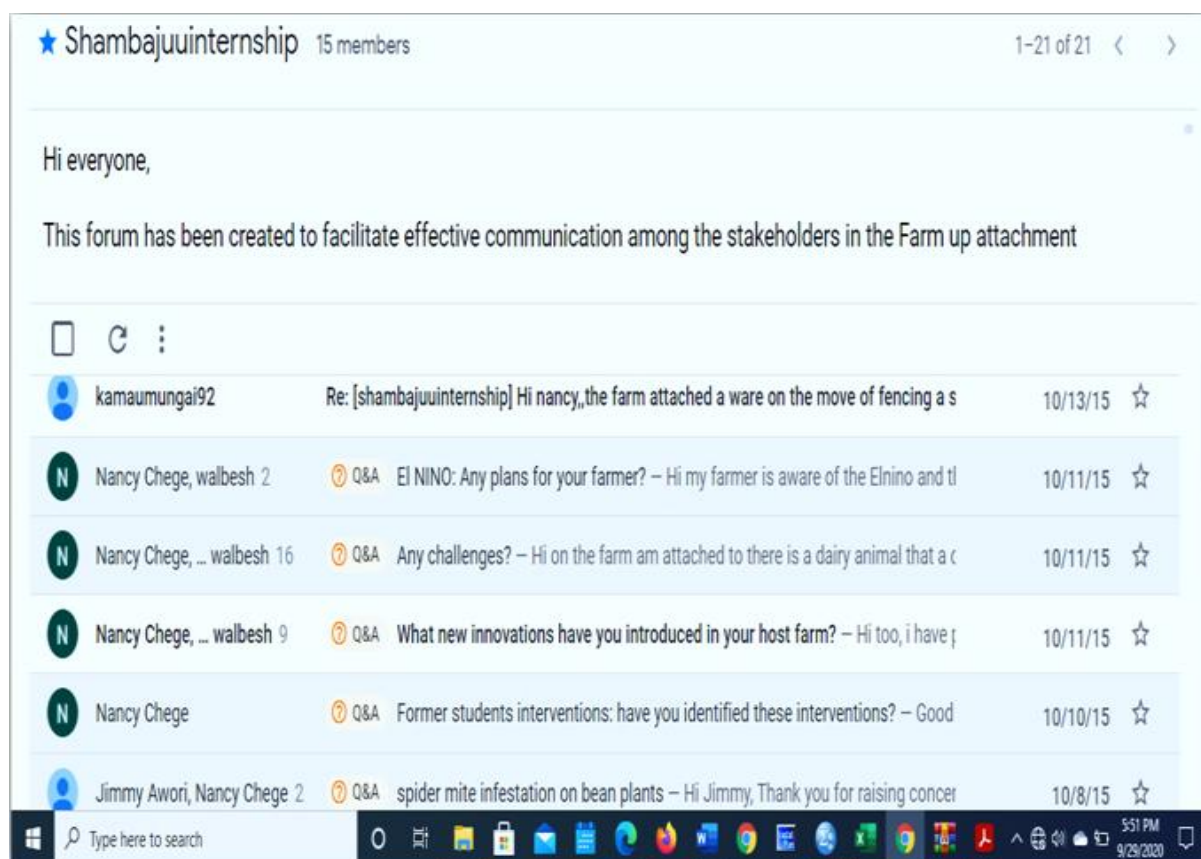 Shambajuuinternship 15 members 1–21 of 21
Hi everyone,
This forum has been created to facilitate effective communication among the stakeholders in the Farm up attachment
kamaumungai92 Re: [shambajuuinternship] Hi nancy,,the farm attached a ware on the move of fencing a s 10/13/15
N Nancy Chege, walbesh 2 Q&A El NINO: Any plans for your farmer? – Hi my farmer is aware of the Elnino and tl 10/11/15
N Nancy Chege, ... walbesh 16 Q&A Any challenges? – Hi on the farm am attached to there is a dairy animal that a c 10/11/15
N Nancy Chege, ... walbesh 9 Q&A What new innovations have you introduced in your host farm? – Hi too, i have p 10/11/15
N Nancy Chege Q&A Former students interventions: have you identified these interventions? – Good 10/10/15
Jimmy Awori, Nancy Chege 2 Q&A spider mite infestation on bean plants – Hi Jimmy, Thank you for raising concer 10/8/15
Type here to search 5:51 PM
9/29/2020